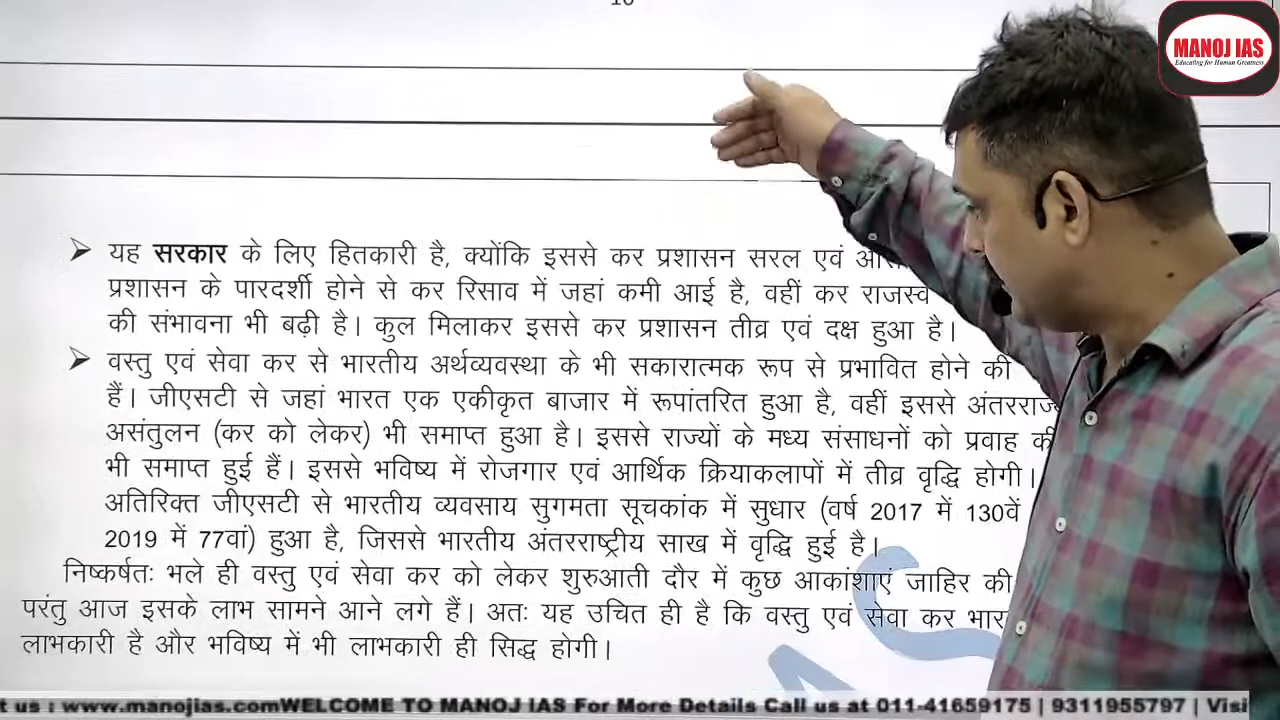 MANOJ IAS
Educating for Human Greatness
यह सरकार के लिए हितकारी है, क्योंकि इससे कर प्रशासन सरल एवं
प्रशासन के पारदर्शी होने से कर रिसाव में जहां कमी आई है, वहीं कर राजस्व
की संभावना भी बढ़ी है। कुल मिलाकर इससे कर प्रशासन तीव्र एवं दक्ष हुआ है।
वस्तु एवं सेवा कर से भारतीय अर्थव्यवस्था के भी सकारात्मक रूप से प्रभावित होने की
हैं। जीएसटी से जहां भारत एक एकीकृत बाजार में रूपांतरित हुआ है, वहीं इससे
असंतुलन (कर को लेकर) भी समाप्त हुआ है। इससे राज्यों के मध्य संसाधनों को प्रवाह की
भी समाप्त हुई हैं। इससे भविष्य में रोजगार एवं आर्थिक क्रियाकलापों में तीव्र वृद्धि होगी।
अतिरिक्त जीएसटी से भारतीय व्यवसाय सुगमता सूचकांक में सुधार (वर्ष 2017 में 130वें
2019 में 77वां) हुआ है, जिससे भारतीय अंतरराष्ट्रीय साख में वृद्धि हुई है।
निष्कर्षतः भले ही वस्तु एवं सेवा कर को लेकर शुरुआती दौर में कुछ आकांशाएं जाहिर की
परंतु आज इसके लाभ सामने आने लगे हैं। अतः यह उचित ही है कि वस्तु एवं सेवा कर
लाभकारी है और भविष्य में भी लाभकारी ही सिद्ध होगी।
t us : www.manojias.comWELCOME TO MANOJ IAS For More Details Call us at 011-41659175 | 9311955797 | Visi